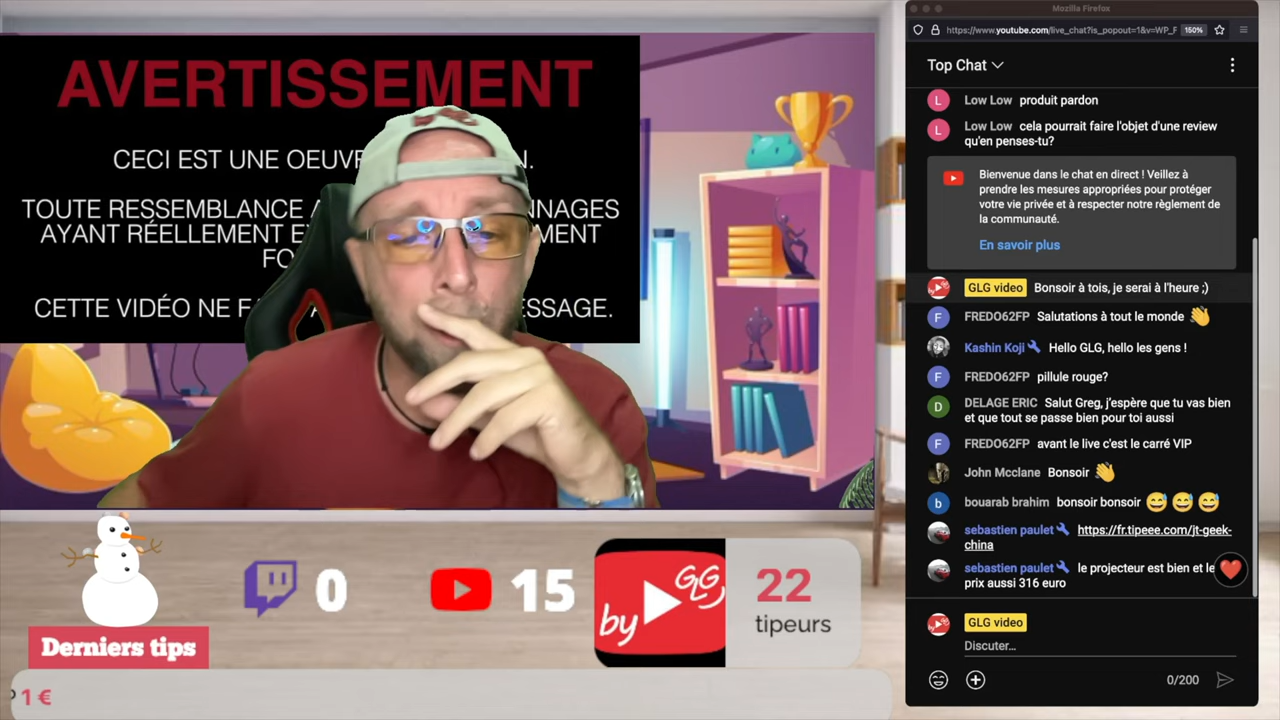 AVERTISSEMENT
CECI EST UNE OEUVR N.
TOUTE RESSEMBLANCE A NNAGES
AYANT RÉELLEMENT EX MENT
FO
CETTE VIDÉO NE FA A ESSAGE.
Derniers tips
1 €
0
15
by GLG
22
tipeurs
Mozilla Firefox
https://www.youtube.com/live_chat?is_popout=1&v=WP_F 150%
Top Chat
L Low Low produit pardon
L Low Low cela pourrait faire l'objet d'une review
qu'en penses-tu?
Bienvenue dans le chat en direct ! Veillez à
prendre les mesures appropriées pour protéger
votre vie privée et à respecter notre règlement de
la communauté.
En savoir plus
GLG video Bonsoir à tois, je serai à l'heure ;)
F FREDO62FP Salutations à tout le monde 👋
Kashin Koji Hello GLG, hello les gens !
F FREDO62FP pillule rouge?
D DELAGE ERIC Salut Greg, j'espère que tu vas bien
et que tout se passe bien pour toi aussi
F FREDO62FP avant le live c'est le carré VIP
John Mcclane Bonsoir 👋
b bouarab brahim bonsoir bonsoir 😅 😅 😅
sebastien paulet https://fr.tipeee.com/jt-geek-
china
sebastien paulet le projecteur est bien et le
prix aussi 316 euro
GLG video
Discuter...
0/200